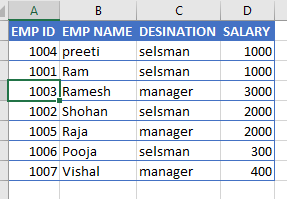 A B C D
EMP ID EMP NAME DESINATION SALARY
1004 preeti selsman 1000
1001 Ram selsman 1000
1003 Ramesh manager 3000
1002 Shohan selsman 2000
1005 Raja manager 2000
1006 Pooja selsman 300
1007 Vishal manager 400